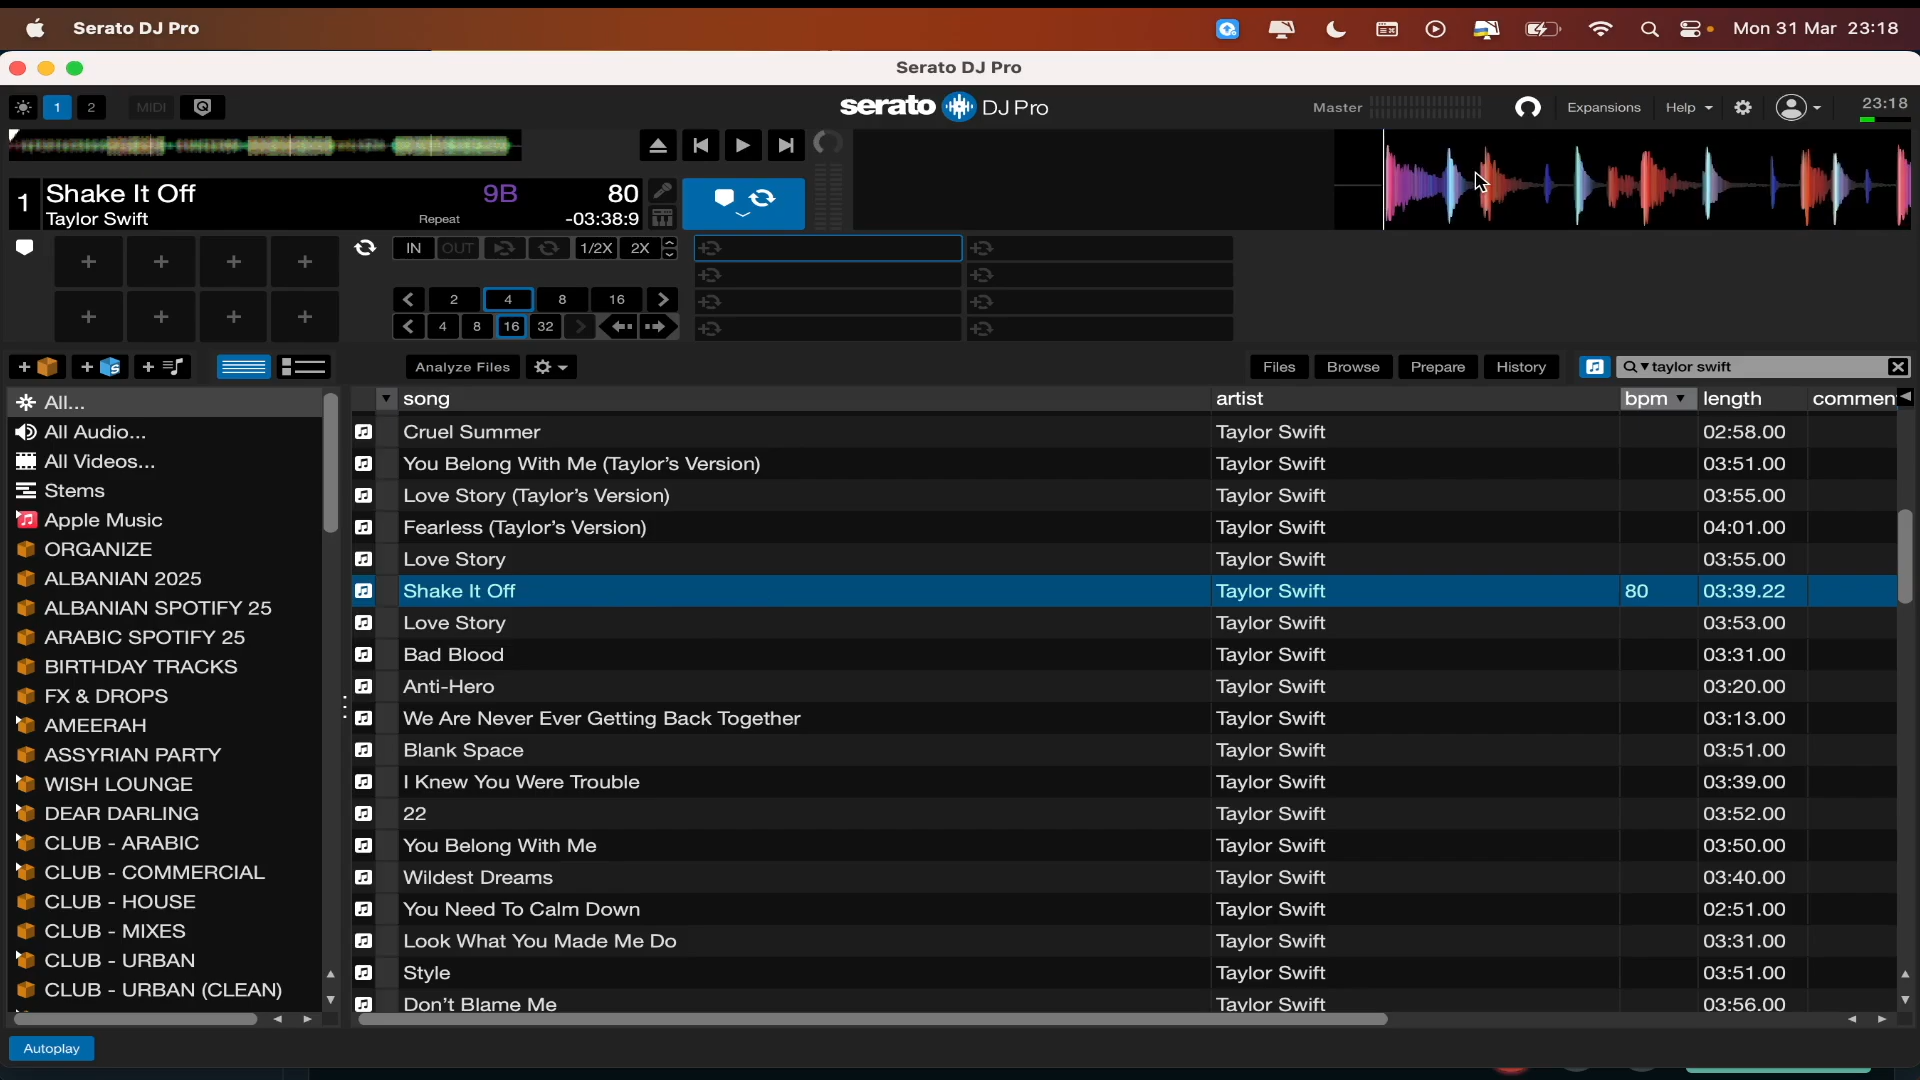 Serato DJ Pro
Mon 31 Mar 23:18
Serato DJ Pro
1 2 MIDI
serato DJ Pro
Master
Expansions Help
23:18
1 Shake It Off 9B 80
Taylor Swift Repeat -03:38:9
IN OUT 1/2X 2X
2 4 8 16
4 8 16 32
Analyze Files
Files Browse Prepare History
taylor swift
song artist bpm length commen
All...
All Audio...
All Videos...
Stems
Apple Music
ORGANIZE
ALBANIAN 2025
ALBANIAN SPOTIFY 25
ARABIC SPOTIFY 25
BIRTHDAY TRACKS
FX & DROPS
AMEERAH
ASSYRIAN PARTY
WISH LOUNGE
DEAR DARLING
CLUB - ARABIC
CLUB - COMMERCIAL
CLUB - HOUSE
CLUB - MIXES
CLUB - URBAN
CLUB - URBAN (CLEAN)
Cruel Summer Taylor Swift 02:58.00
You Belong With Me (Taylor’s Version) Taylor Swift 03:51.00
Love Story (Taylor’s Version) Taylor Swift 03:55.00
Fearless (Taylor’s Version) Taylor Swift 04:01.00
Love Story Taylor Swift 03:55.00
Shake It Off Taylor Swift 80 03:39.22
Love Story Taylor Swift 03:53.00
Bad Blood Taylor Swift 03:31.00
Anti-Hero Taylor Swift 03:20.00
We Are Never Ever Getting Back Together Taylor Swift 03:13.00
Blank Space Taylor Swift 03:51.00
I Knew You Were Trouble Taylor Swift 03:39.00
22 Taylor Swift 03:52.00
You Belong With Me Taylor Swift 03:50.00
Wildest Dreams Taylor Swift 03:40.00
You Need To Calm Down Taylor Swift 02:51.00
Look What You Made Me Do Taylor Swift 03:31.00
Style Taylor Swift 03:51.00
Don’t Blame Me Taylor Swift 03:56.00
Autoplay